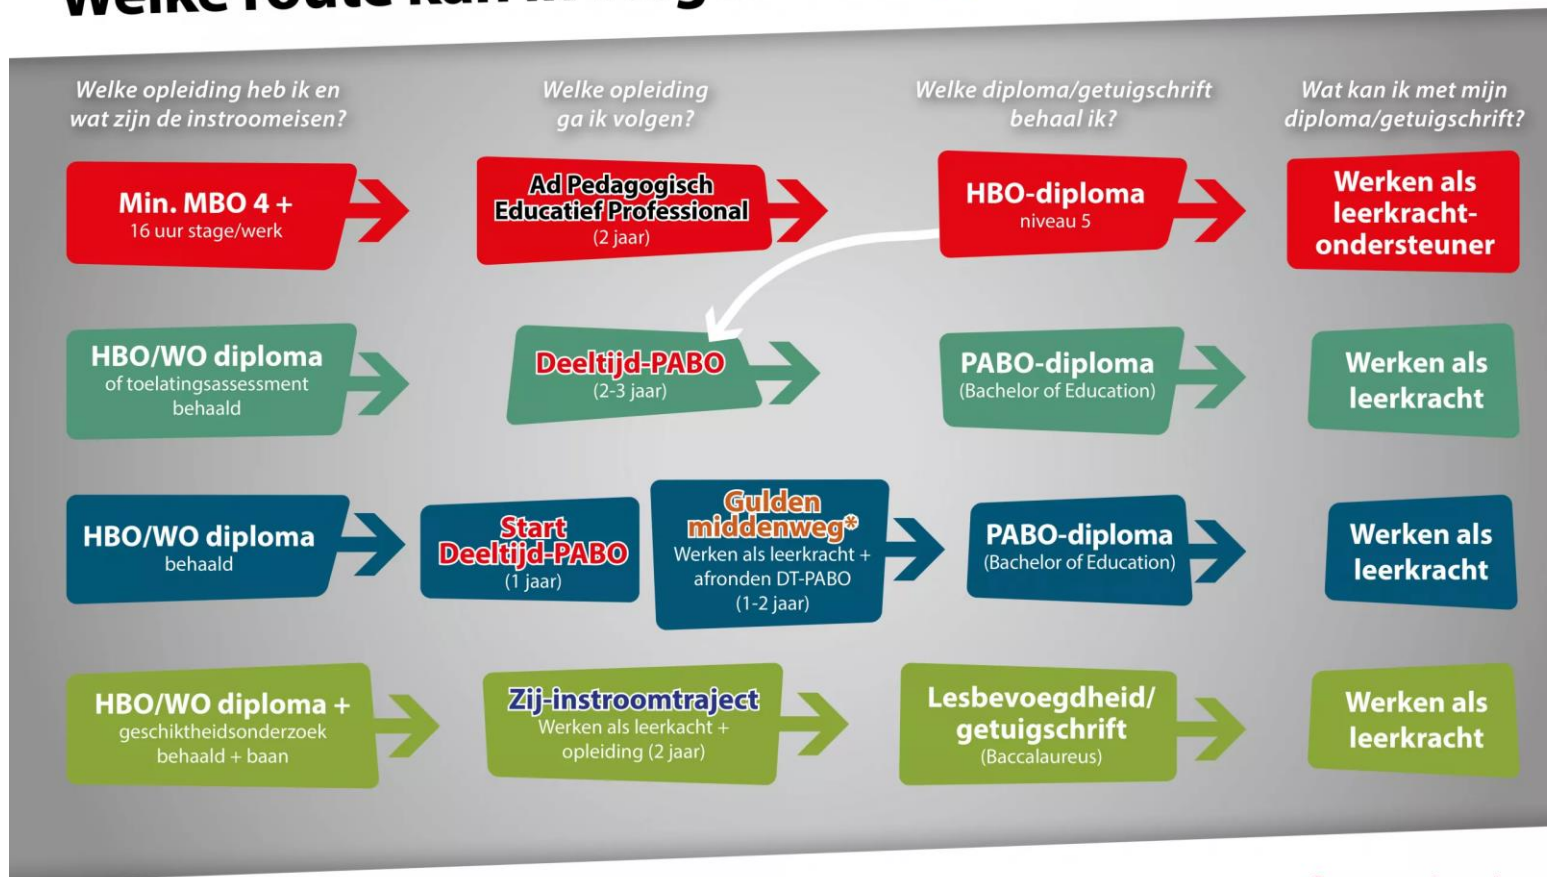 Welke opleiding heb ik en
wat zijn de instroomeisen?
Welke opleiding
ga ik volgen?
Welke diploma/getuigschrift
behaal ik?
Wat kan ik met mijn
diploma/getuigschrift?
Min. MBO 4 +
16 uur stage/werk
Ad Pedagogisch
Educatief Professional
(2 jaar)
HBO-diploma
niveau 5
Werken als
leerkracht-
ondersteuner
HBO/WO diploma
of toelatingsassessment
behaald
Deeltijd-PABO
(2-3 jaar)
PABO-diploma
(Bachelor of Education)
Werken als
leerkracht
HBO/WO diploma
behaald
Start
Deeltijd-PABO
(1 jaar)
Gulden
middenweg*
Werken als leerkracht +
afronden DT-PABO
(1-2 jaar)
PABO-diploma
(Bachelor of Education)
Werken als
leerkracht
HBO/WO diploma +
geschiktheidsonderzoek
behaald + baan
Zij-instroomtraject
Werken als leerkacht +
opleiding (2 jaar)
Lesbevoegdheid/
getuigschrift
(Baccalaureus)
Werken als
leerkracht